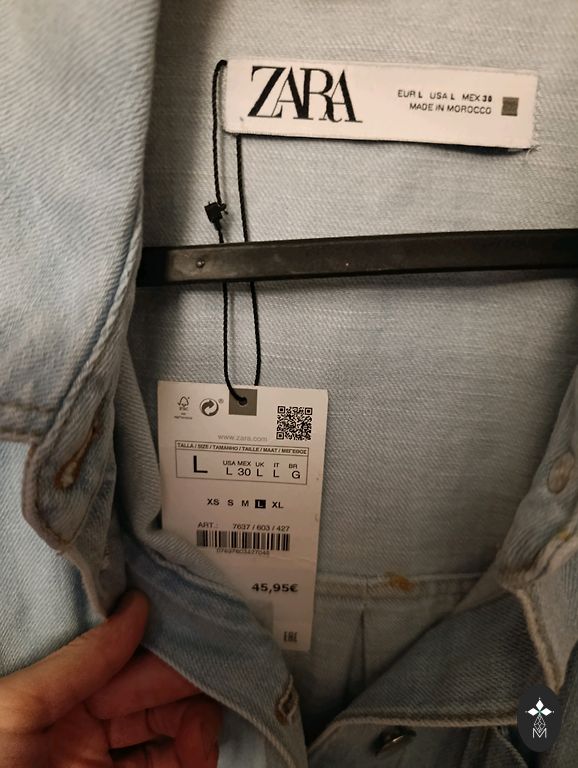 ZARA
EUR L USA L MEX 30
MADE IN MOROCCO
www.zara.com
TALLA / SIZE / TAMANHO / TAILLE / MAAT / ΜΕΓΕΘΟΣ
L
USA MEX UK IT BR
L 30 L L G
XS S M L XL
ART.: 7637 / 603 / 427
45,95€
EAC
M